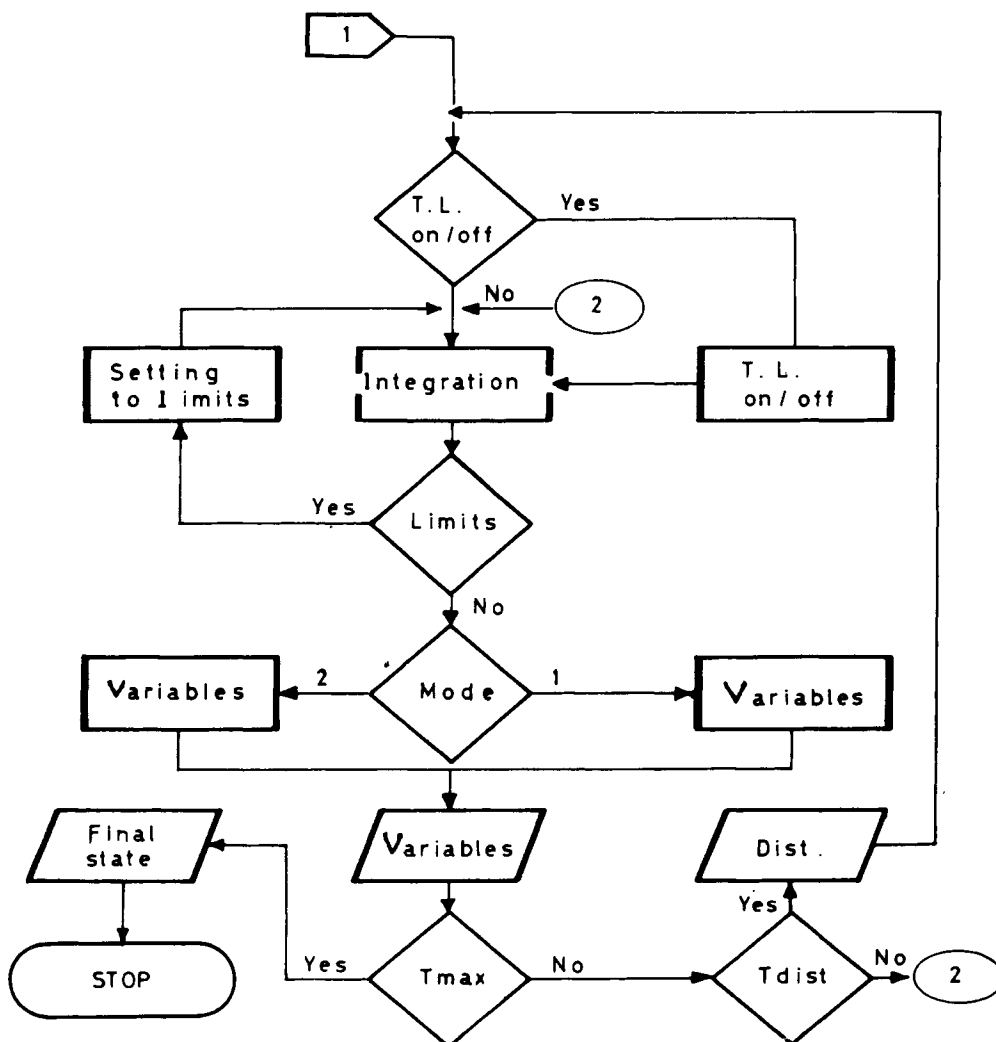 1
T.L.
on/off
Yes
No
2
Setting
to Iimits
Integration
T.L.
on/off
Yes
Limits
No
Variables
2
Mode
1
Variables
Final
state
Variables
Dist.
Yes
STOP
Yes
Tmax
No
Tdist
No
2